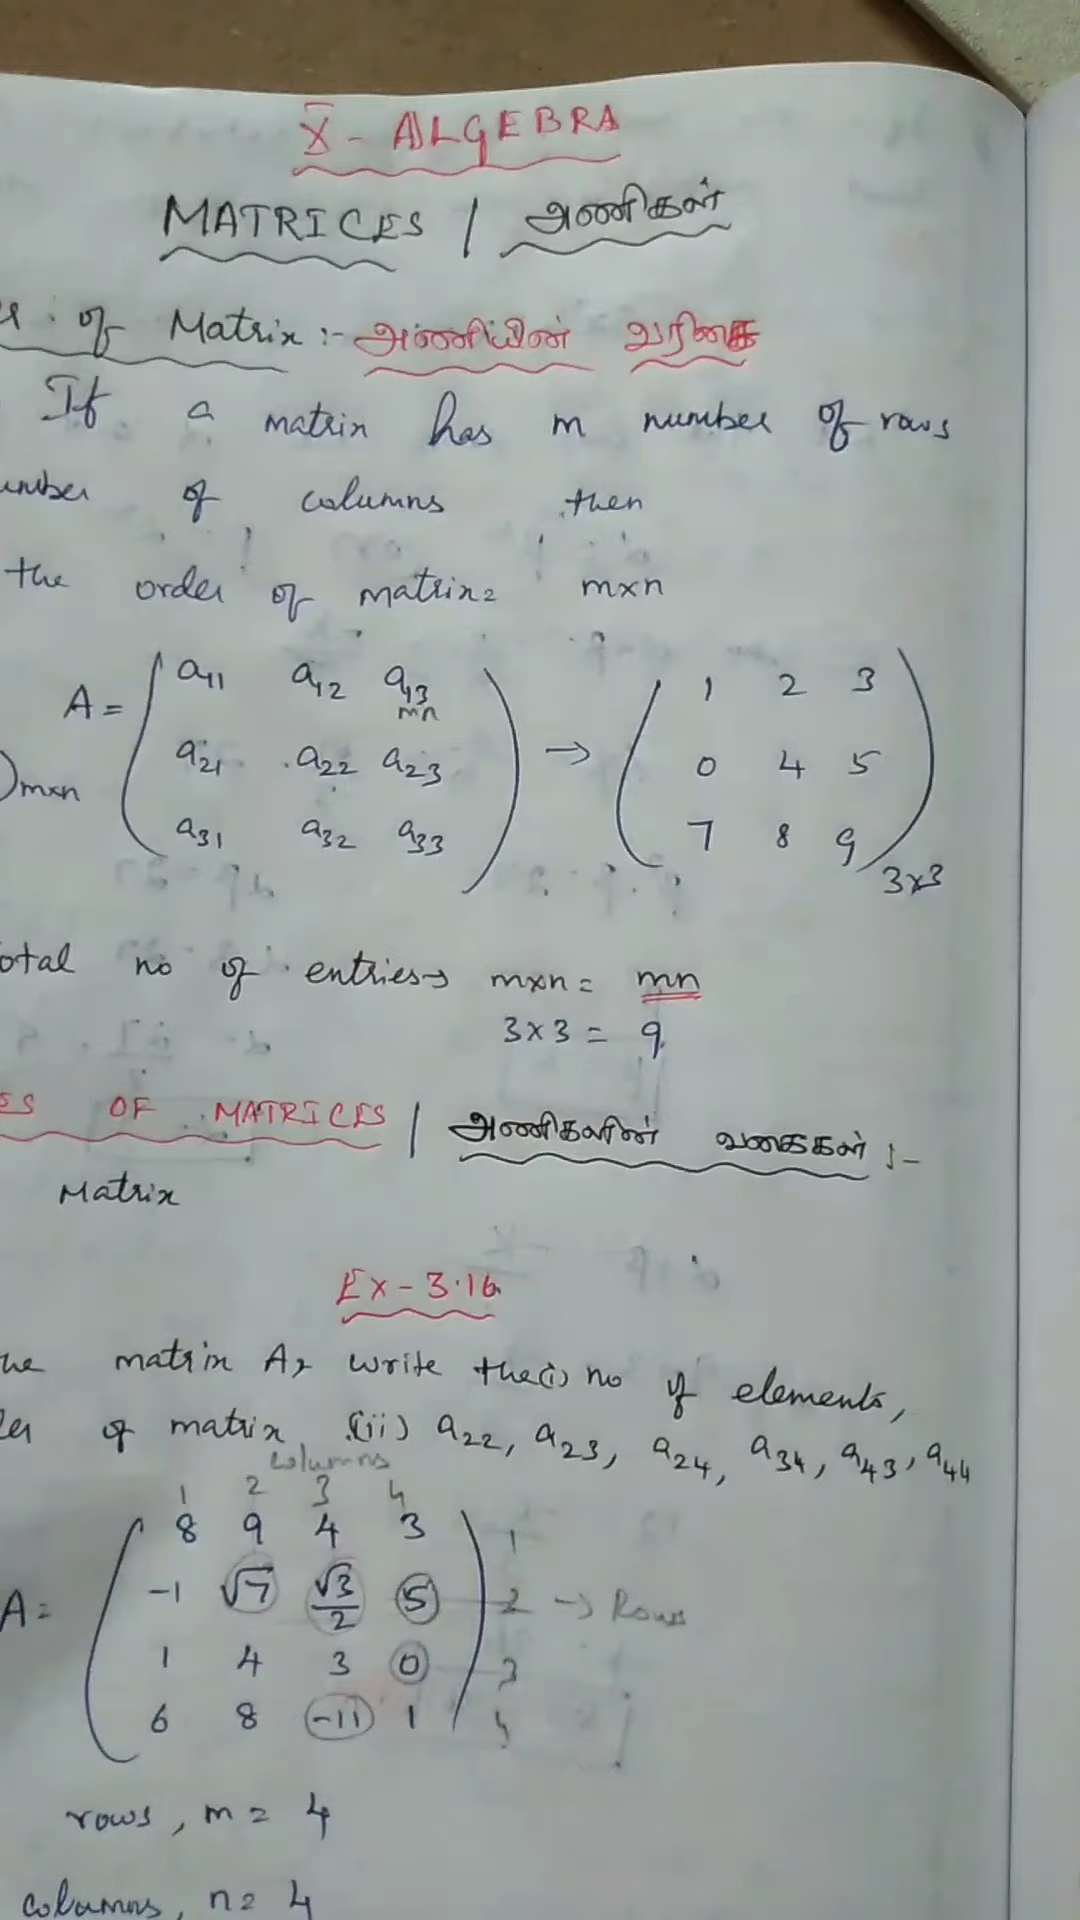 X - ALGEBRA
MATRICES / அணிகள்
of Matrix :- அணியின் வரிசை
If a matrix has m number of rows
umber of columns then
the order of matrix = m×n
A = ( a11 a12 a13
mn
a21 a22 a23
)m×n
a31 a32 a33 ) → ( 1 2 3
0 4 5
7 8 9 ) 3×3
otal no of entries → m×n = mn
3×3 = 9
ES OF MATRICES / அணிகளின் வகைகள் :-
Matrix
Ex - 3.16
he matrix A, write the (i) no of elements,
der of matrix (ii) a22, a23, a24, a34, a43, a44
columns
1 2 3 4
A = ( 8 9 4 3 ) 1
-1 √7 √3/2 5 2 → Rows
1 4 3 0 3
6 8 -11 1 4
rows, m = 4
columns, n = 4